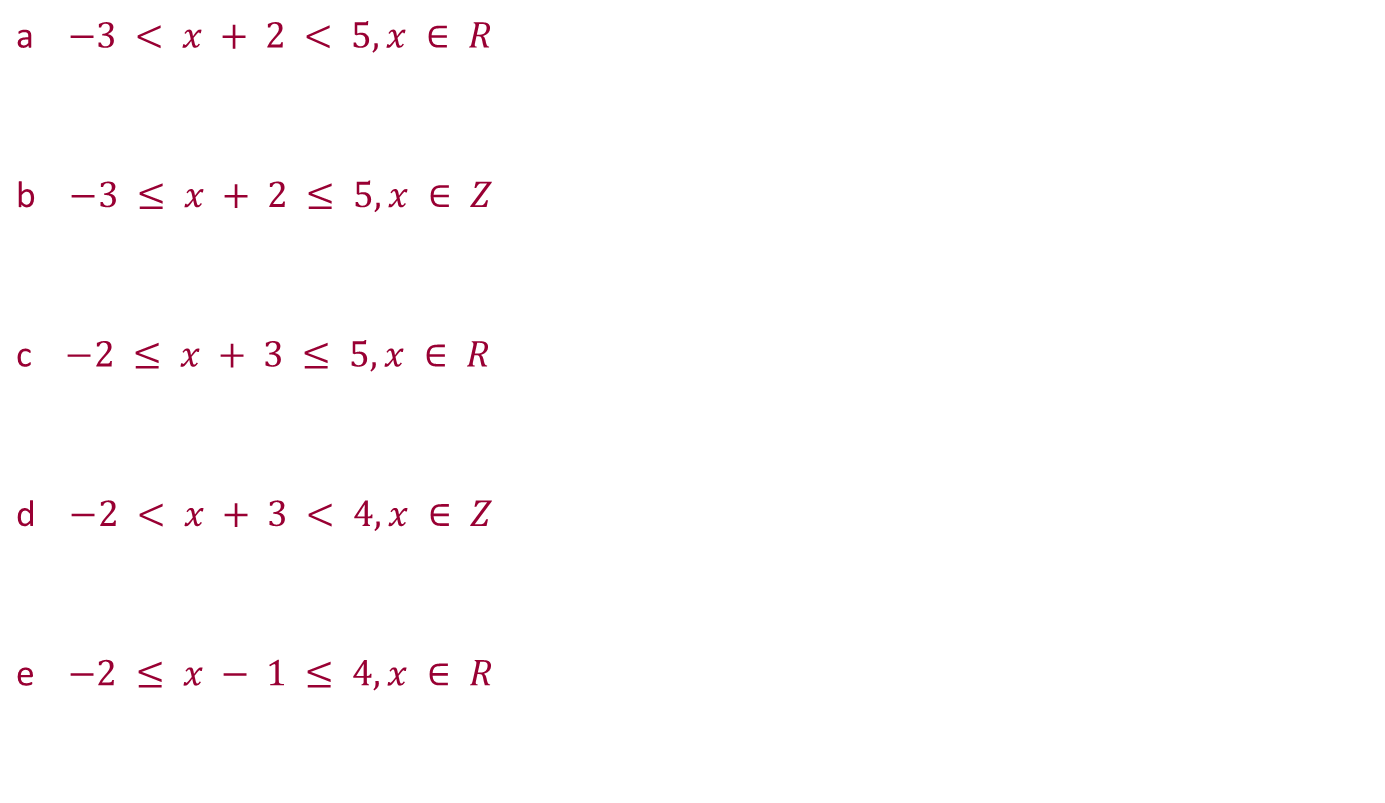 a −3 < x + 2 < 5, x ∈ R
b −3 ≤ x + 2 ≤ 5, x ∈ Z
c −2 ≤ x + 3 ≤ 5, x ∈ R
d −2 < x + 3 < 4, x ∈ Z
e −2 ≤ x − 1 ≤ 4, x ∈ R